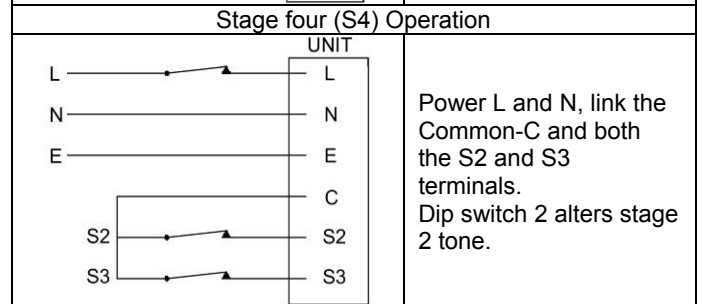 Stage four (S4) Operation
UNIT
L L
N N
E E
C
S2 S2
S3 S3
Power L and N, link the
Common-C and both
the S2 and S3
terminals.
Dip switch 2 alters stage
2 tone.